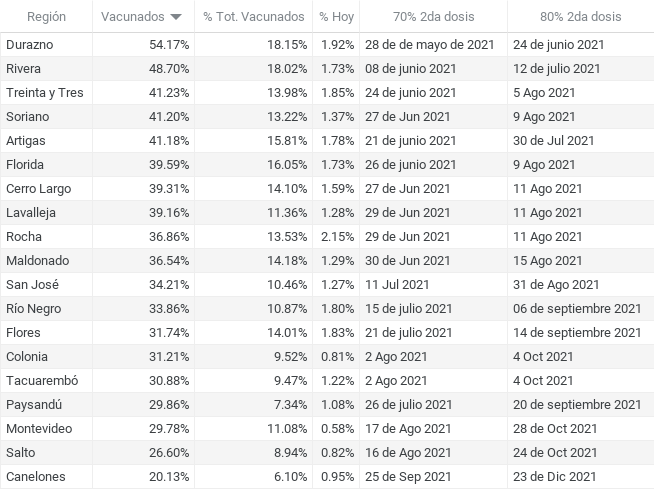 Región Vacunados % Tot. Vacunados % Hoy 70% 2da dosis 80% 2da dosis
Durazno 54.17% 18.15% 1.92% 28 de de mayo de 2021 24 de junio 2021
Rivera 48.70% 18.02% 1.73% 08 de junio 2021 12 de julio 2021
Treinta y Tres 41.23% 13.98% 1.85% 24 de junio 2021 5 Ago 2021
Soriano 41.20% 13.22% 1.37% 27 de Jun 2021 9 Ago 2021
Artigas 41.18% 15.81% 1.78% 21 de junio 2021 30 de Jul 2021
Florida 39.59% 16.05% 1.73% 26 de junio 2021 9 Ago 2021
Cerro Largo 39.31% 14.10% 1.59% 27 de Jun 2021 11 Ago 2021
Lavalleja 39.16% 11.36% 1.28% 29 de Jun 2021 11 Ago 2021
Rocha 36.86% 13.53% 2.15% 29 de Jun 2021 11 Ago 2021
Maldonado 36.54% 14.18% 1.29% 30 de Jun 2021 15 Ago 2021
San José 34.21% 10.46% 1.27% 11 Jul 2021 31 de Ago 2021
Río Negro 33.86% 10.87% 1.80% 15 de julio 2021 06 de septiembre 2021
Flores 31.74% 14.01% 1.83% 21 de julio 2021 14 de septiembre 2021
Colonia 31.21% 9.52% 0.81% 2 Ago 2021 4 Oct 2021
Tacuarembó 30.88% 9.47% 1.22% 2 Ago 2021 4 Oct 2021
Paysandú 29.86% 7.34% 1.08% 26 de julio 2021 20 de septiembre 2021
Montevideo 29.78% 11.08% 0.58% 17 de Ago 2021 28 de Oct 2021
Salto 26.60% 8.94% 0.82% 16 de Ago 2021 24 de Oct 2021
Canelones 20.13% 6.10% 0.95% 25 de Sep 2021 23 de Dic 2021